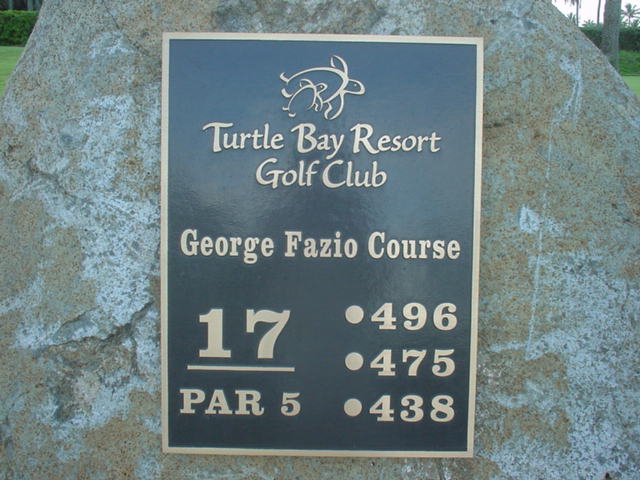 Turtle Bay Resort
Golf Club
George Fazio Course
17
PAR 5
496
475
438